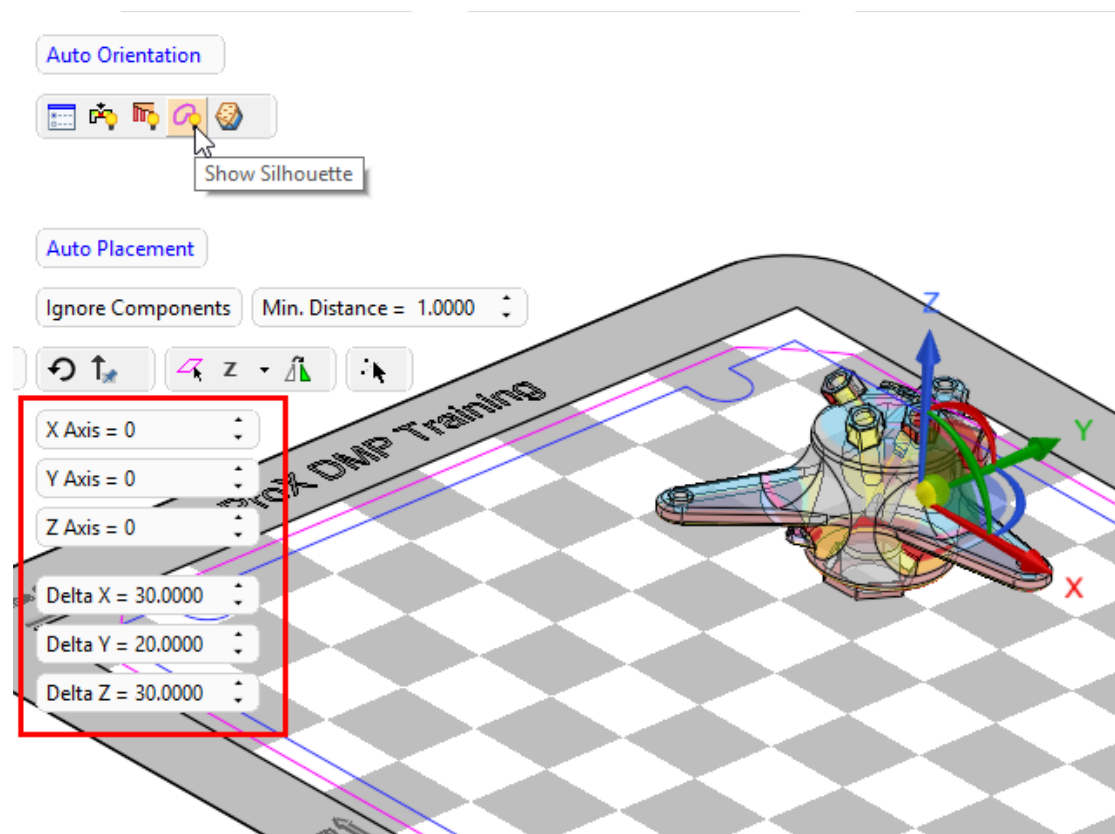 Auto Orientation
Show Silhouette
Auto Placement
Ignore Components
Min. Distance = 1.0000
Z
X Axis = 0
Y Axis = 0
Z Axis = 0
Delta X = 30.0000
Delta Y = 20.0000
Delta Z = 30.0000
ProX DMP Training
Z
Y
X